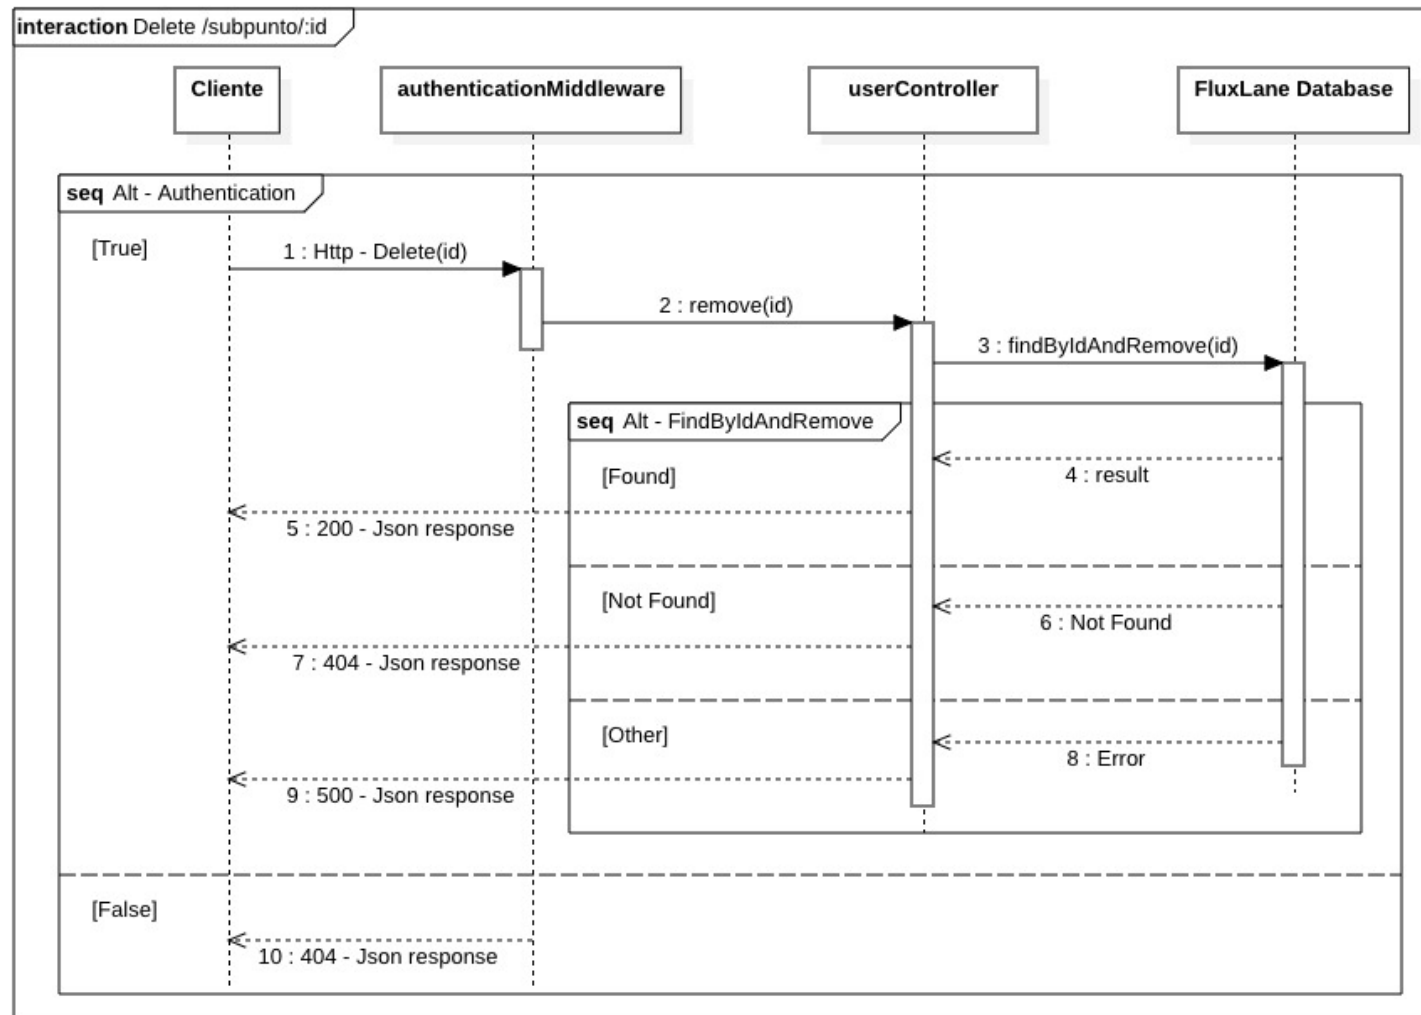 interaction Delete /subpunto/:id
Cliente
authenticationMiddleware
userController
FluxLane Database
seq Alt - Authentication
[True]
1 : Http - Delete(id)
2 : remove(id)
3 : findByIdAndRemove(id)
seq Alt - FindByIdAndRemove
[Found]
4 : result
5 : 200 - Json response
[Not Found]
6 : Not Found
7 : 404 - Json response
[Other]
8 : Error
9 : 500 - Json response
[False]
10 : 404 - Json response